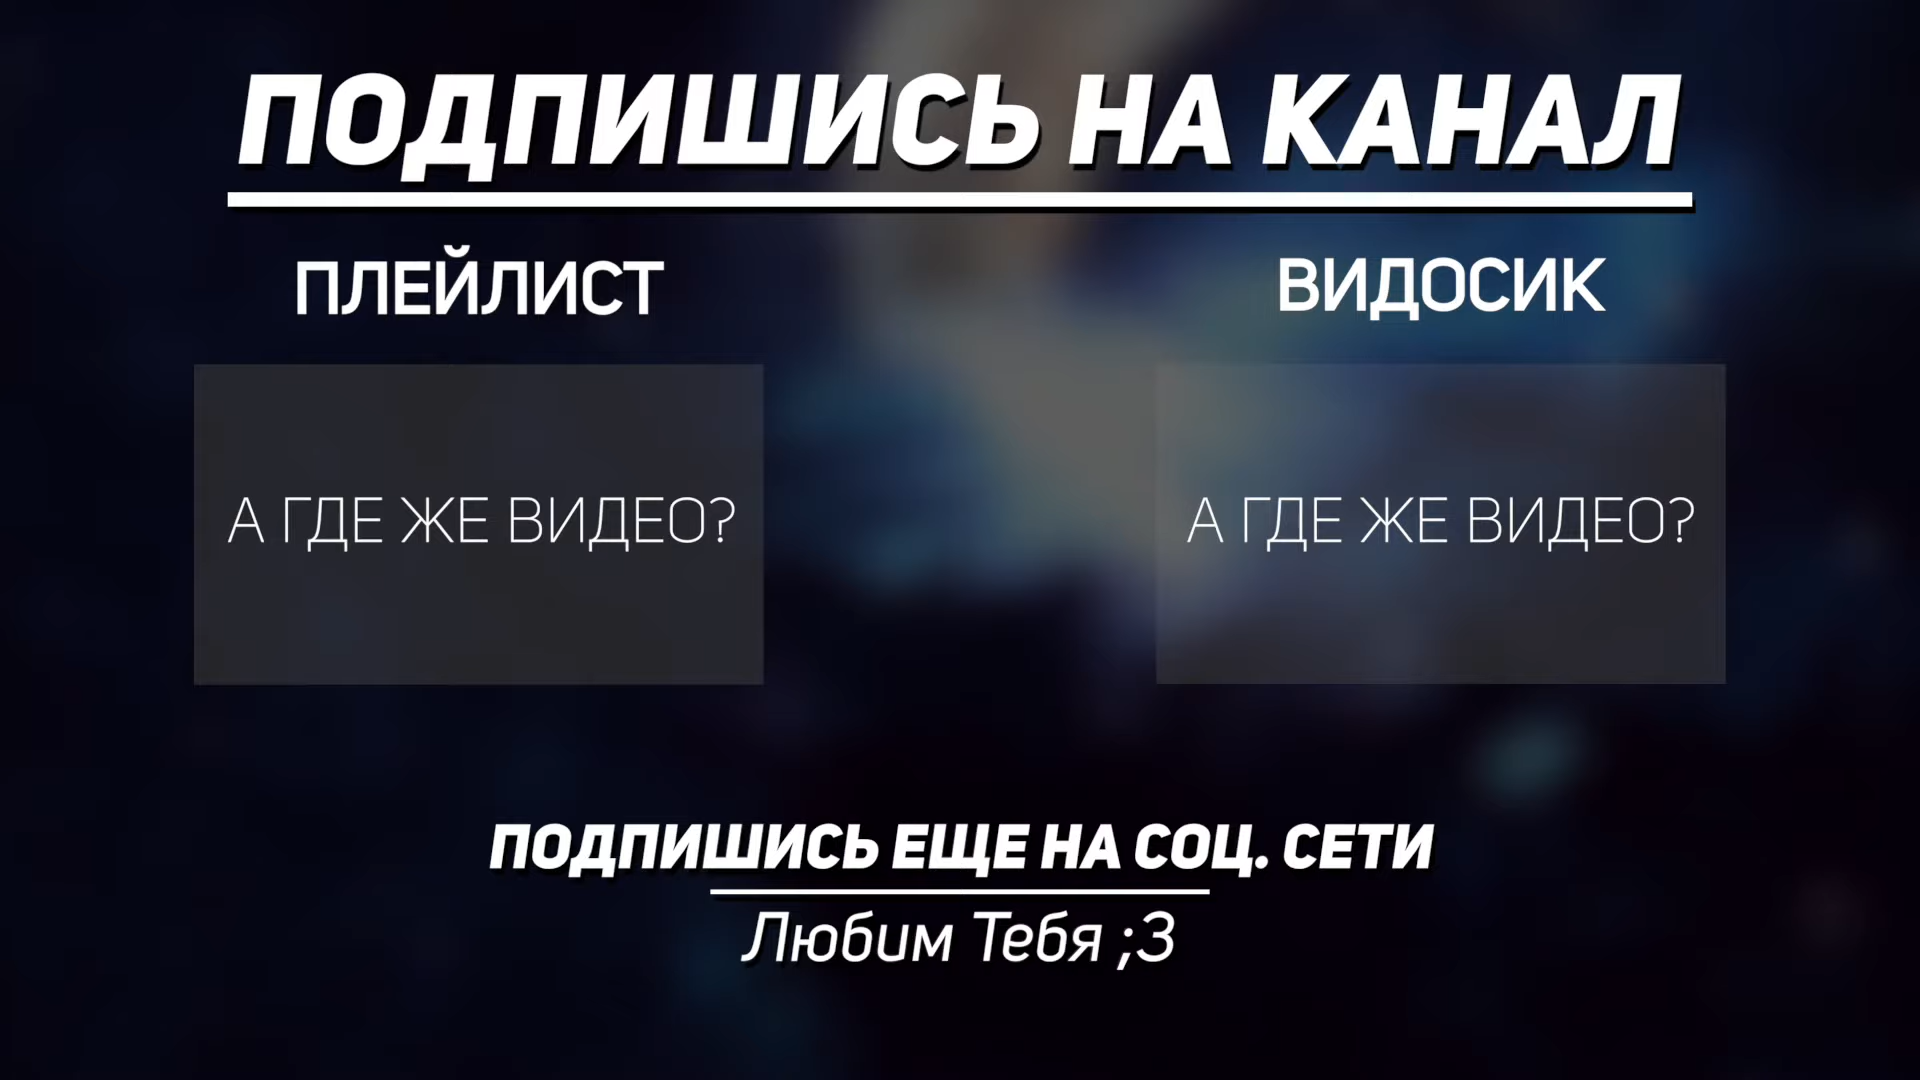 ПОДПИШИСЬ НА КАНАЛ
ПЛЕЙЛИСТ
ВИДОСИК
А ГДЕ ЖЕ ВИДЕО?
А ГДЕ ЖЕ ВИДЕО?
ПОДПИШИСЬ ЕЩЕ НА СОЦ. СЕТИ
Любим Тебя ;3